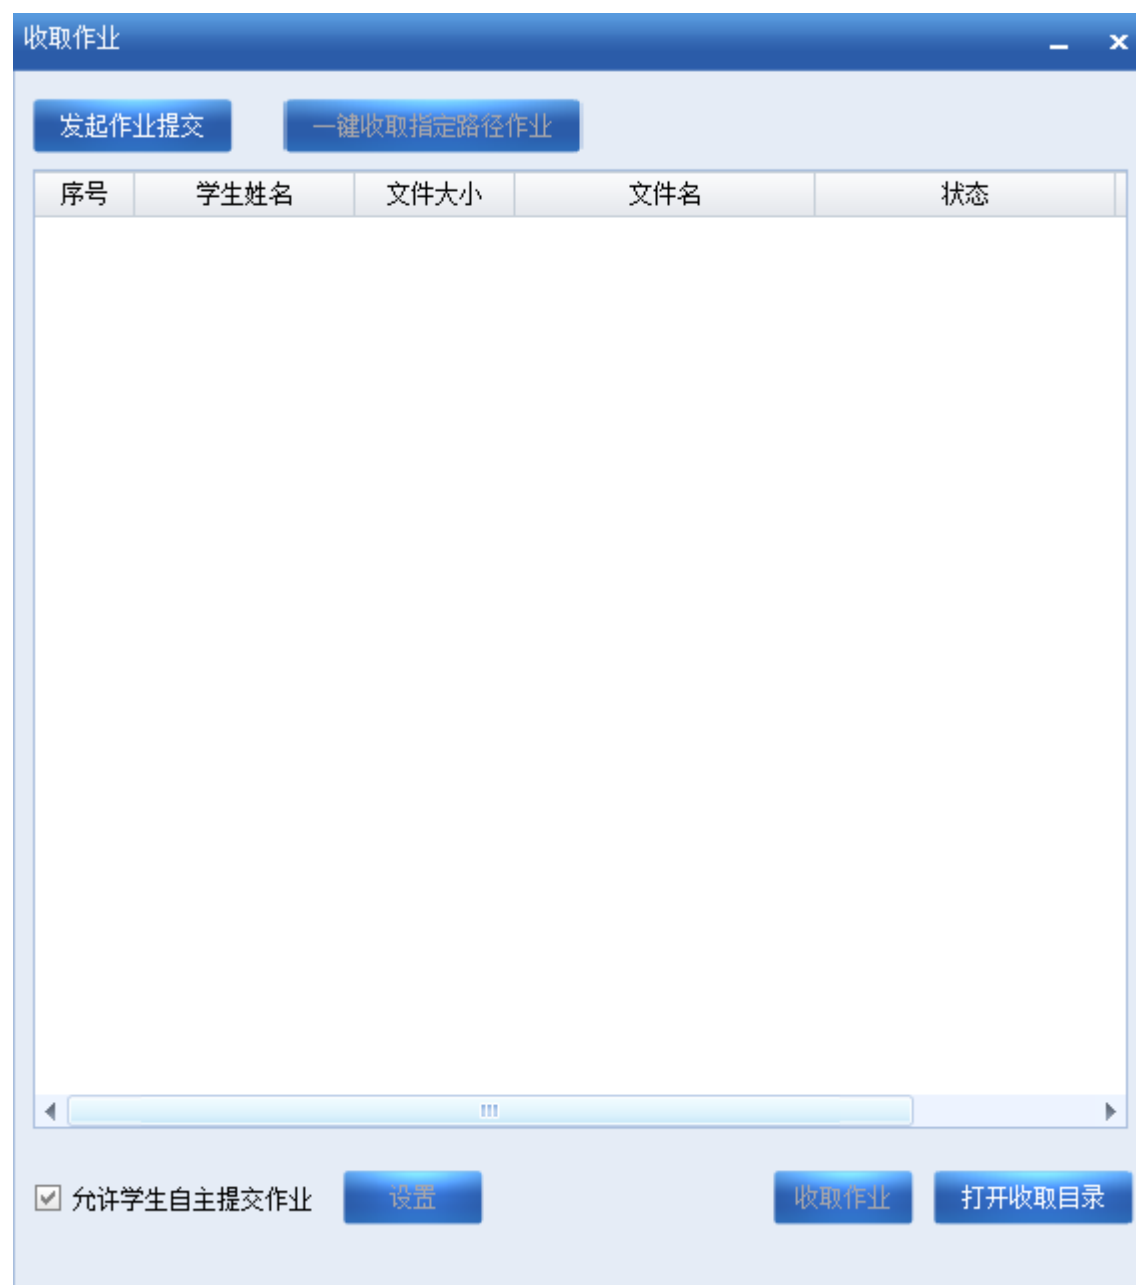 收取作业
发起作业提交 一键收取指定路径作业
序号 学生姓名 文件大小 文件名 状态
允许学生自主提交作业 设置 收取作业 打开收取目录